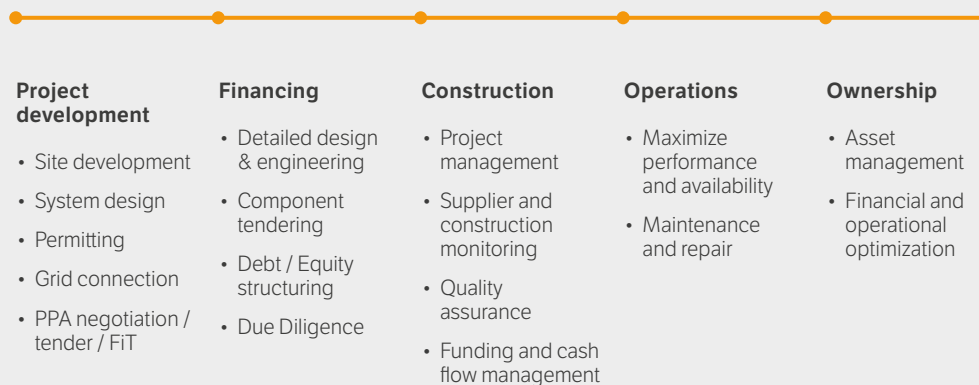 Project
development
• Site development
• System design
• Permitting
• Grid connection
• PPA negotiation /
tender / FiT
Financing
• Detailed design
& engineering
• Component
tendering
• Debt / Equity
structuring
• Due Diligence
Construction
• Project
management
• Supplier and
construction
monitoring
• Quality
assurance
• Funding and cash
flow management
Operations
• Maximize
performance
and availability
• Maintenance
and repair
Ownership
• Asset
management
• Financial and
operational
optimization